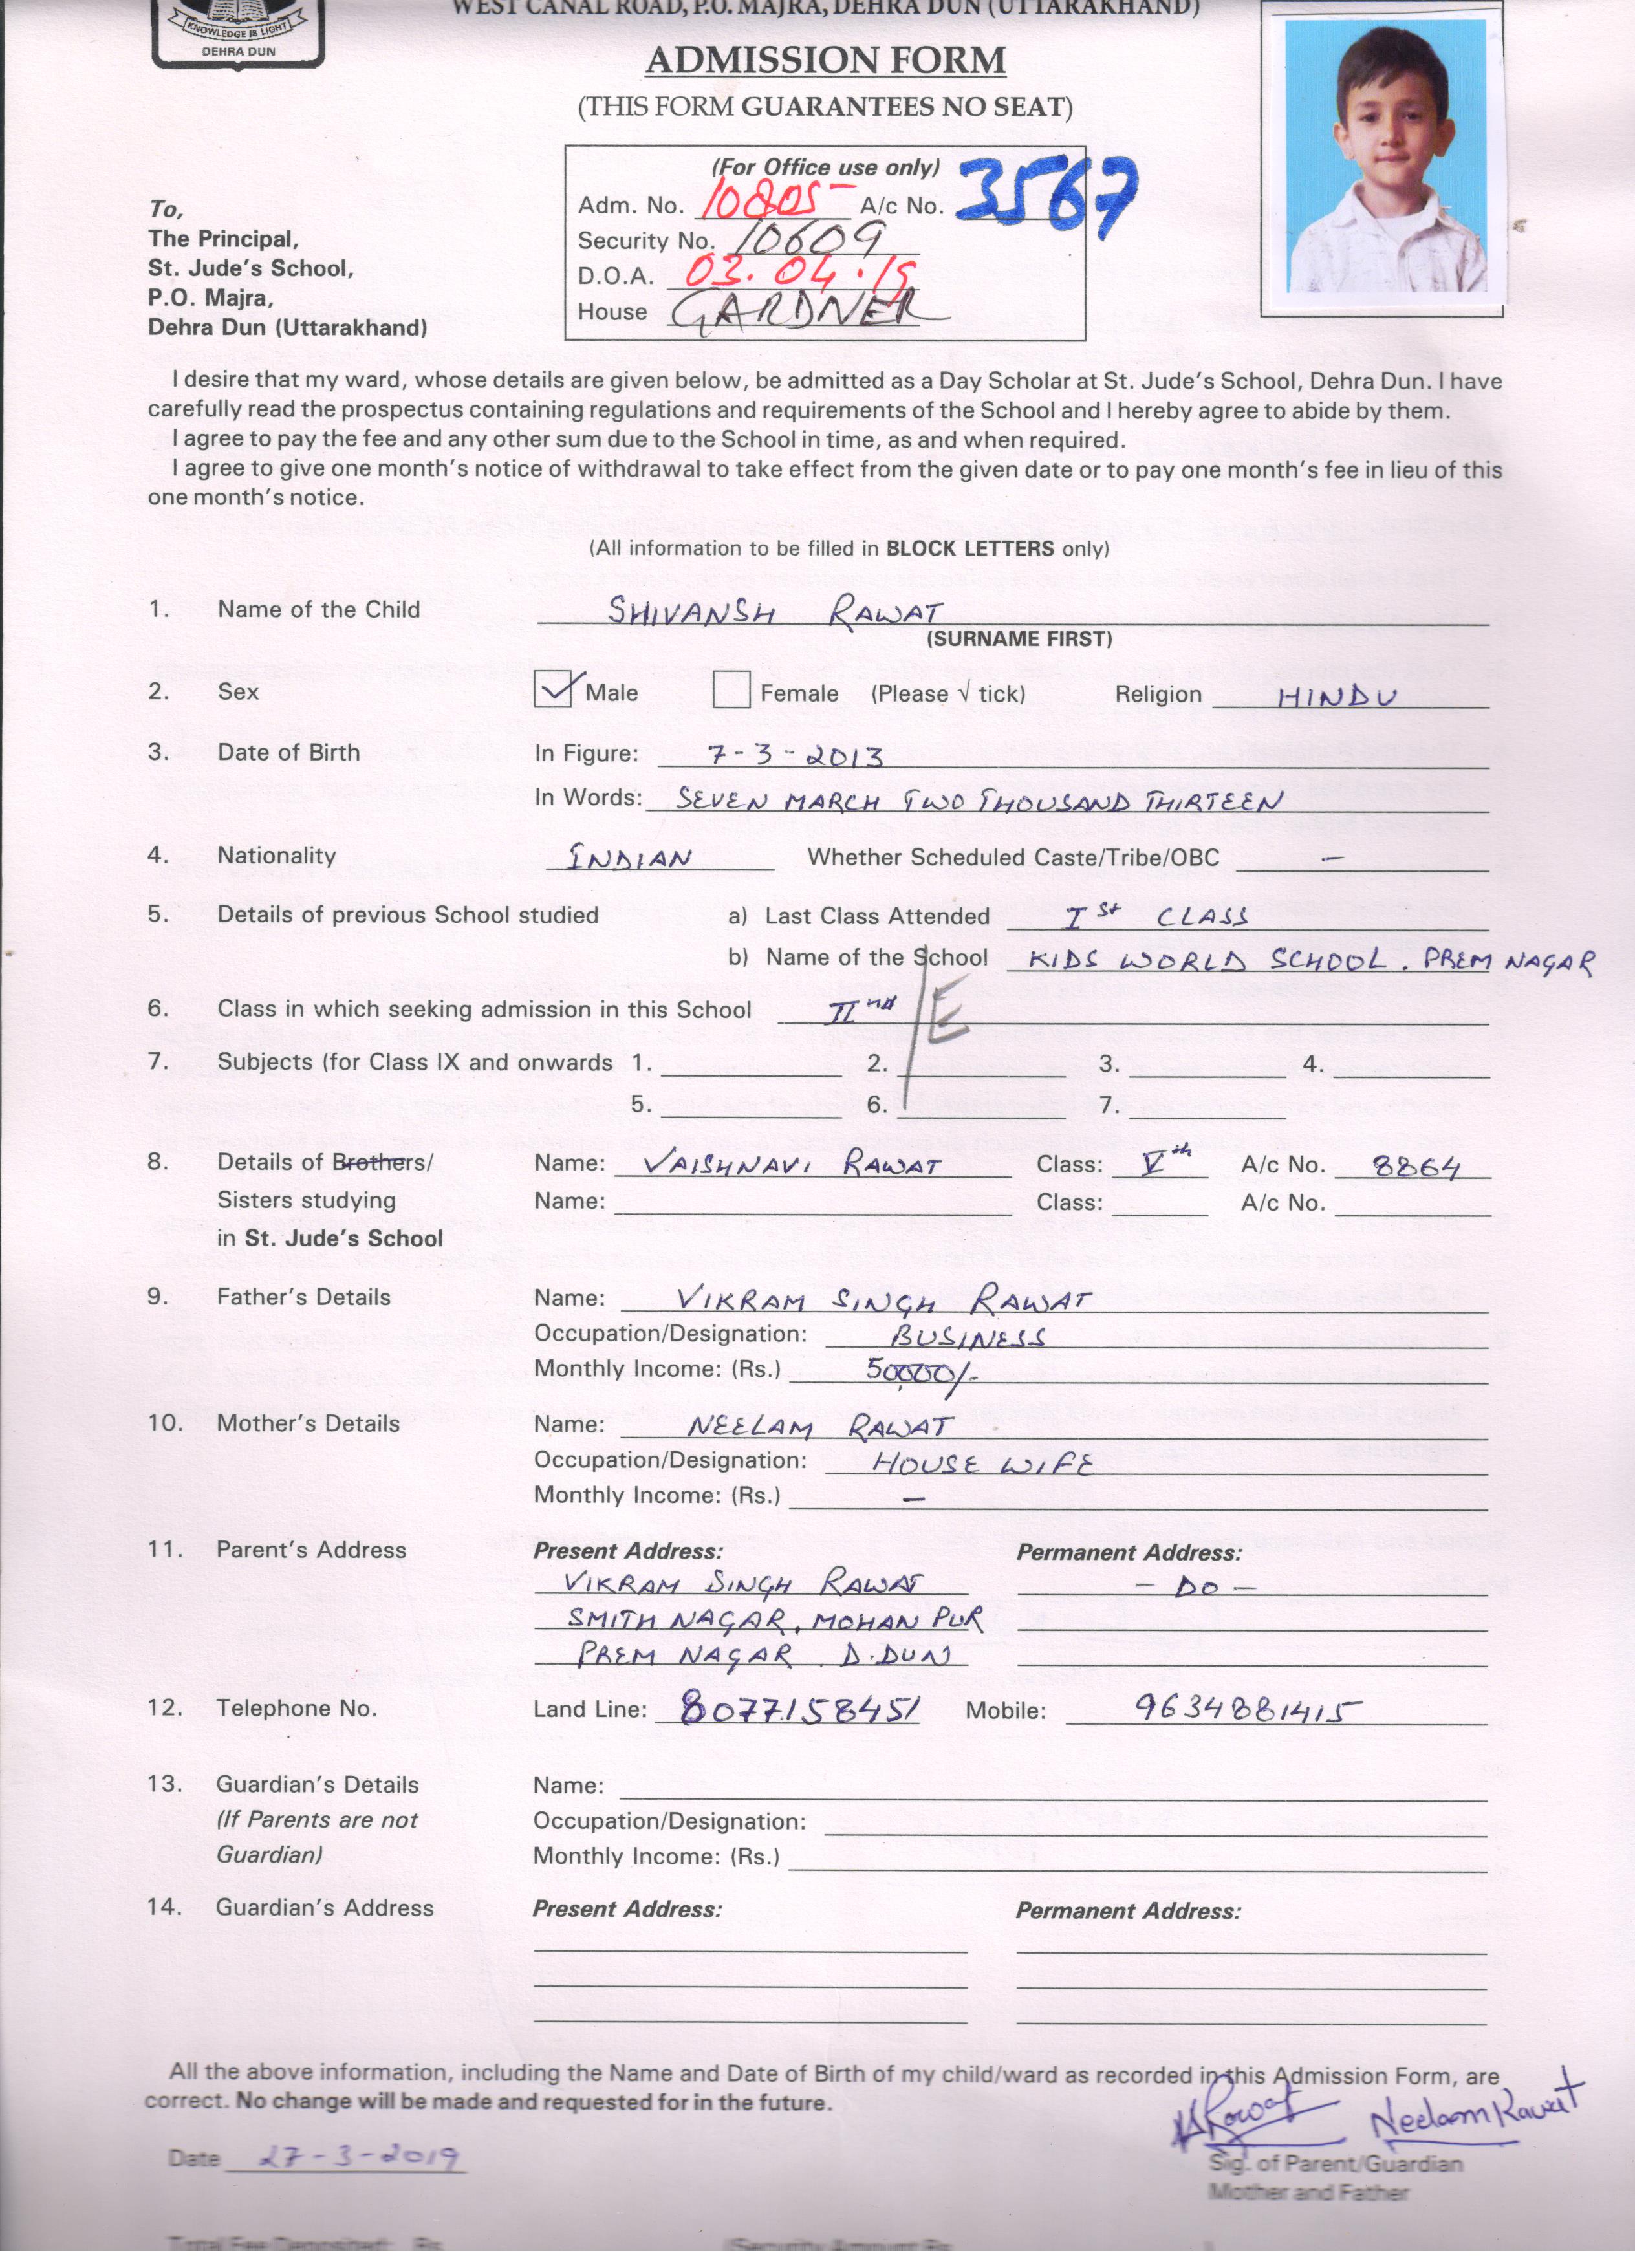 WEST CANAL ROAD, P.O. MAJRA, DEHRA DUN (UTTARAKHAND)
KNOWLEDGE IS LIGHT
DEHRA DUN
ADMISSION FORM
(THIS FORM GUARANTEES NO SEAT)
(For Office use only)
Adm. No. 10805 A/c No. 3567
Security No. 10609
D.O.A. 03.04.19
House GARDNER
To,
The Principal,
St. Jude's School,
P.O. Majra,
Dehra Dun (Uttarakhand)
I desire that my ward, whose details are given below, be admitted as a Day Scholar at St. Jude's School, Dehra Dun. I have
carefully read the prospectus containing regulations and requirements of the School and I hereby agree to abide by them.
I agree to pay the fee and any other sum due to the School in time, as and when required.
I agree to give one month's notice of withdrawal to take effect from the given date or to pay one month's fee in lieu of this
one month's notice.
(All information to be filled in BLOCK LETTERS only)
1. Name of the Child SHIVANSH RAWAT
(SURNAME FIRST)
2. Sex ✓ Male Female (Please √ tick) Religion HINDU
3. Date of Birth In Figure: 7-3-2013
In Words: SEVEN MARCH TWO THOUSAND THIRTEEN
4. Nationality INDIAN Whether Scheduled Caste/Tribe/OBC –
5. Details of previous School studied a) Last Class Attended Ist CLASS
b) Name of the School KIDS WORLD SCHOOL. PREM NAGAR
6. Class in which seeking admission in this School IInd /E
7. Subjects (for Class IX and onwards 1. 2. 3. 4.
5. 6. 7.
8. Details of Brothers/ Name: VAISHNAVI RAWAT Class: Vth A/c No. 8864
Sisters studying Name: Class: A/c No.
in St. Jude's School
9. Father's Details Name: VIKRAM SINGH RAWAT
Occupation/Designation: BUSINESS
Monthly Income: (Rs.) 50000/-
10. Mother's Details Name: NEELAM RAWAT
Occupation/Designation: HOUSE WIFE
Monthly Income: (Rs.) –
11. Parent's Address Present Address: Permanent Address:
VIKRAM SINGH RAWAT – DO –
SMITH NAGAR, MOHAN PUR
PREM NAGAR D.DUN
12. Telephone No. Land Line: 8077158451 Mobile: 9634881415
13. Guardian's Details Name:
(If Parents are not Occupation/Designation:
Guardian) Monthly Income: (Rs.)
14. Guardian's Address Present Address: Permanent Address:
All the above information, including the Name and Date of Birth of my child/ward as recorded in this Admission Form, are
correct. No change will be made and requested for in the future.
Rawat Neelam Rawat
Date 27-3-2019
Sig. of Parent/Guardian
Mother and Father
Total Fee Deposited: Rs. (Security Amount Rs.